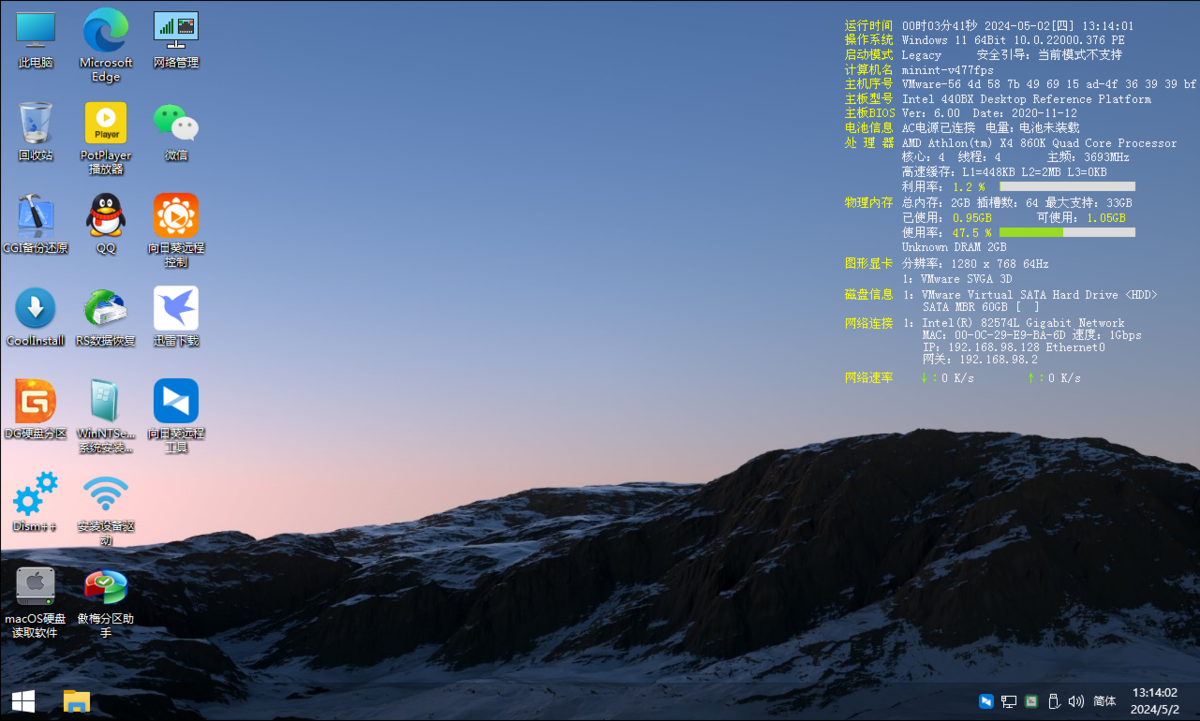 此电脑
Microsoft
Edge
网络管理
回收站
Player
PotPlayer
播放器
微信
CGI备份还原
QQ
向日葵远程
控制
CoolInstall
RS数据恢复
迅雷下载
DG硬盘分区
WinNTSe...
系统安装...
向日葵远程
工具
Dism++
安装设备驱
动
macOS硬盘
读取软件
傲梅分区助
手
运行时间 00时03分41秒 2024-05-02[四] 13:14:01
操作系统 Windows 11 64Bit 10.0.22000.376 PE
启动模式 Legacy 安全引导: 当前模式不支持
计算机名 minint-v477fps
主机序号 VMware-56 4d 58 7b 49 69 15 ad-4f 36 39 39 bf
主板型号 Intel 440BX Desktop Reference Platform
主板BIOS Ver: 6.00 Date: 2020-11-12
电池信息 AC电源已连接 电量: 电池未装载
处 理 器 AMD Athlon(tm) X4 860K Quad Core Processor
核心: 4 线程: 4 主频: 3693MHz
高速缓存: L1=448KB L2=2MB L3=0KB
利用率: 1.2 %
物理内存 总内存: 2GB 插槽数: 64 最大支持: 33GB
已使用: 0.95GB 可使用: 1.05GB
使用率: 47.5 %
Unknown DRAM 2GB
图形显卡 分辨率: 1280 x 768 64Hz
1: VMware SVGA 3D
磁盘信息 1: VMware Virtual SATA Hard Drive <HDD>
SATA MBR 60GB [ ]
网络连接 1: Intel(R) 82574L Gigabit Network
MAC: 00-0C-29-E9-BA-6D 速度: 1Gbps
IP: 192.168.98.128 Ethernet0
网关: 192.168.98.2
网络速率 ↓:0 K/s ↑:0 K/s
简体
13:14:02
2024/5/2